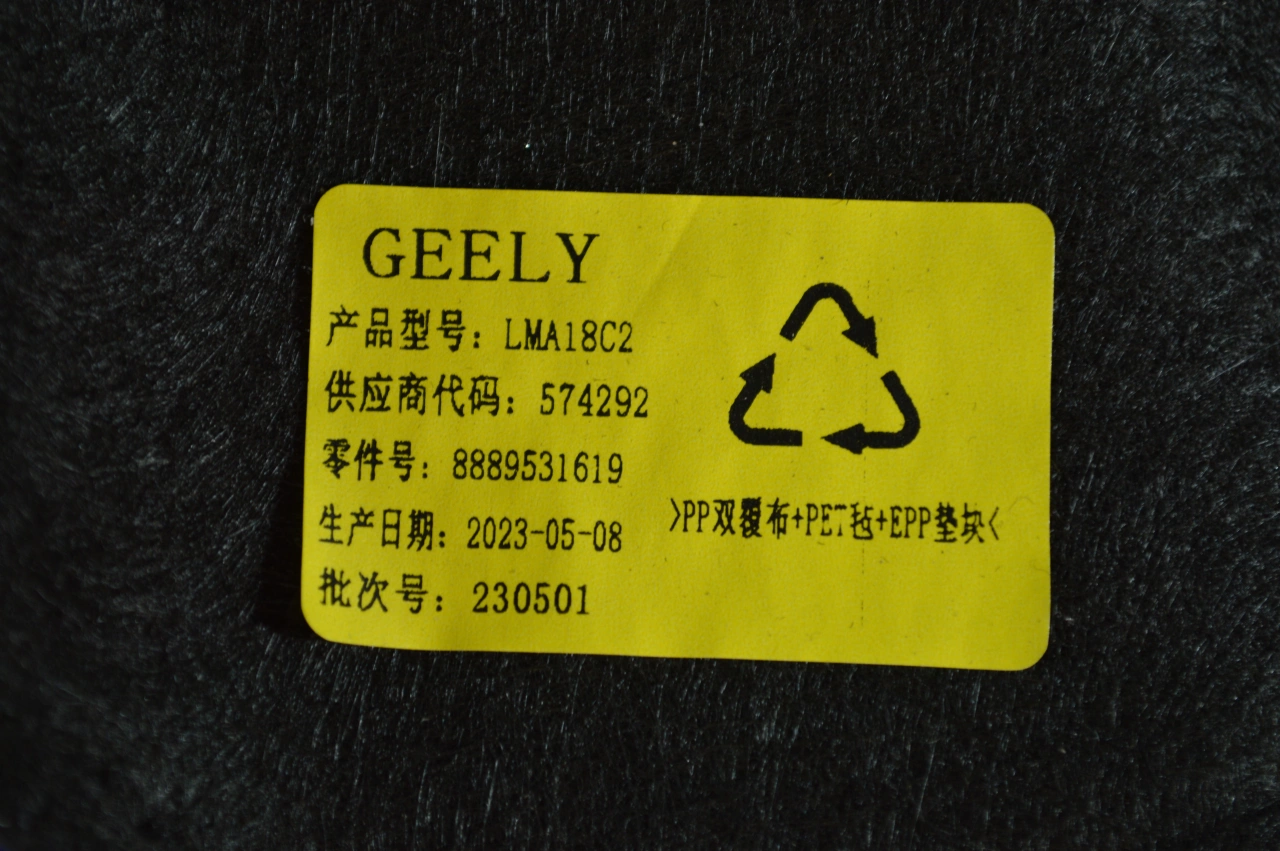 GEELY
产品型号：LMA18C2
供应商代码：574292
零件号：8889531619
生产日期：2023-05-08
批次号：230501
>PP双覆布+PET毡+EPP垫块<